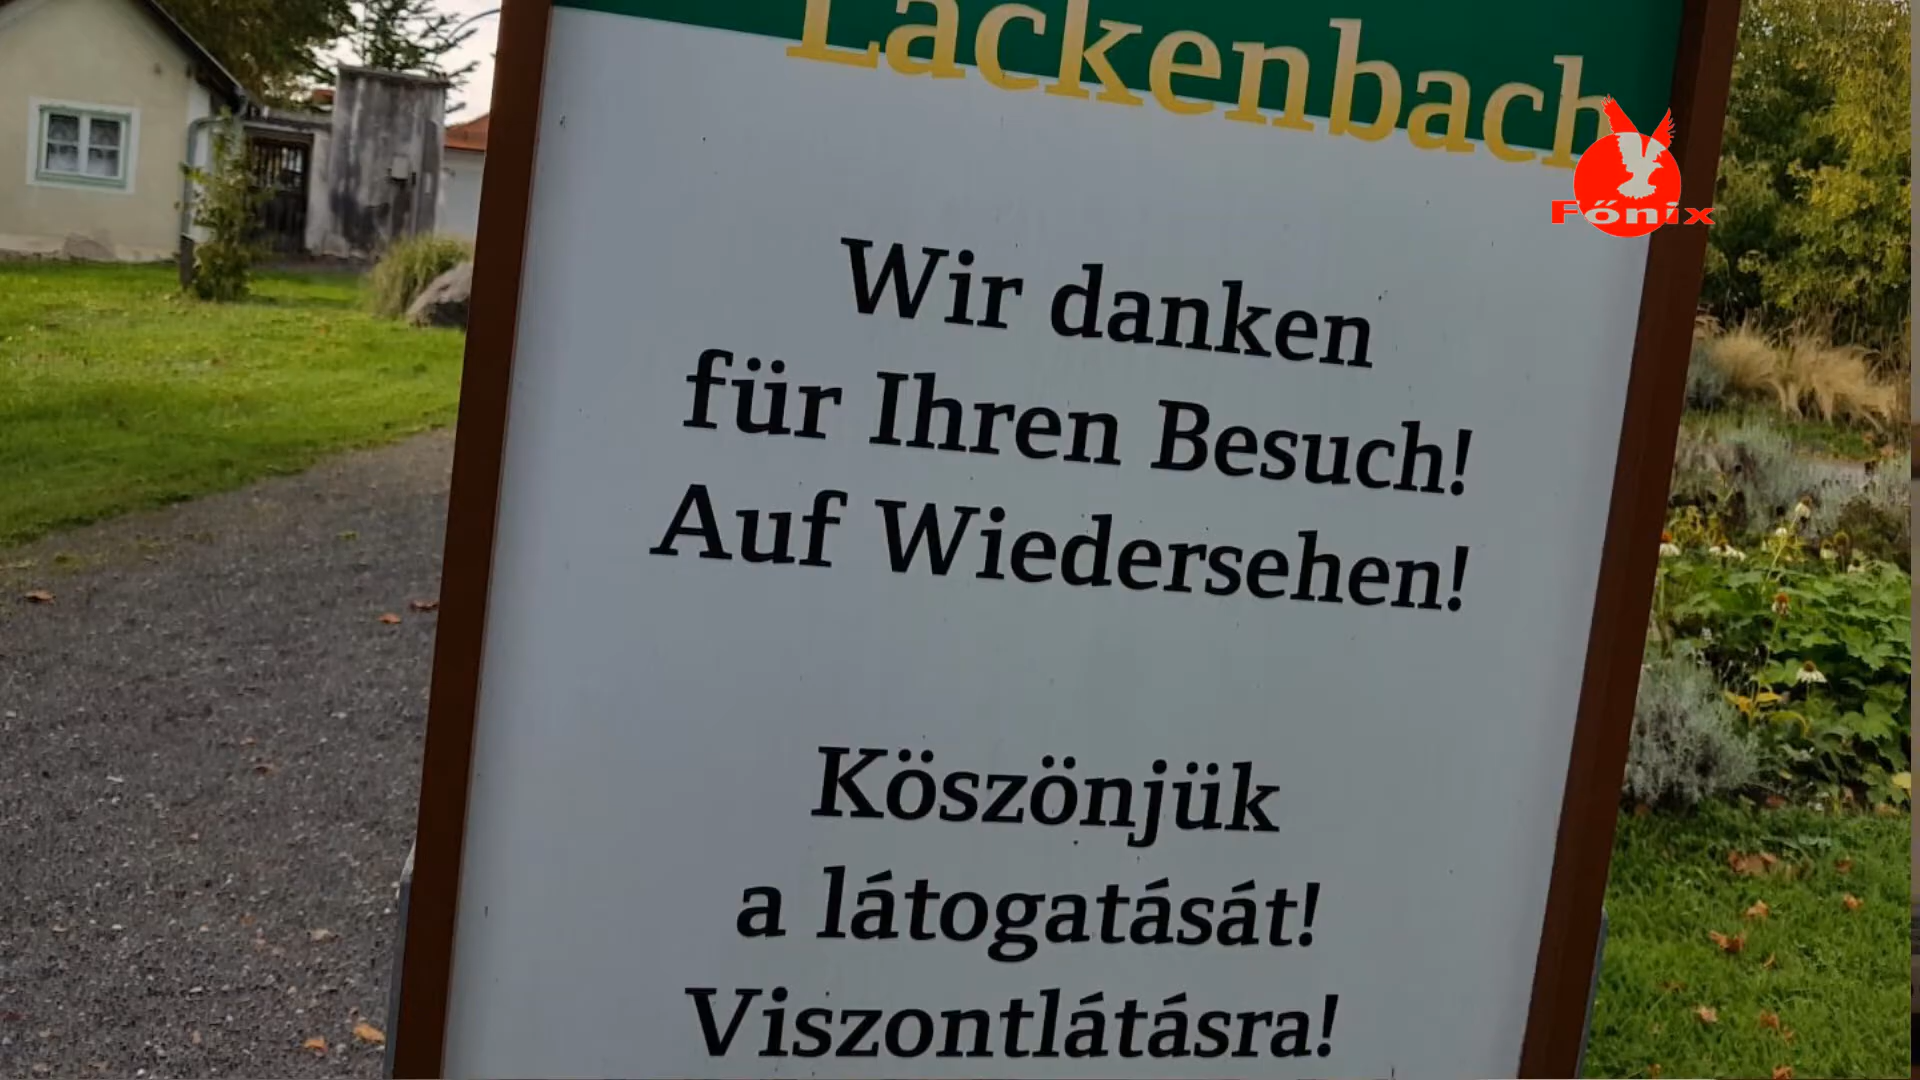 Lackenbach
Főnix
Wir danken
für Ihren Besuch!
Auf Wiedersehen!
Köszönjük
a látogatását!
Viszontlátásra!